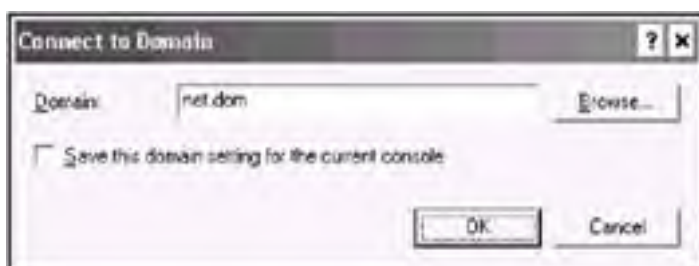 Connect to Domain
Domain: net.dom Browse...
Save this domain setting for the current console
OK Cancel